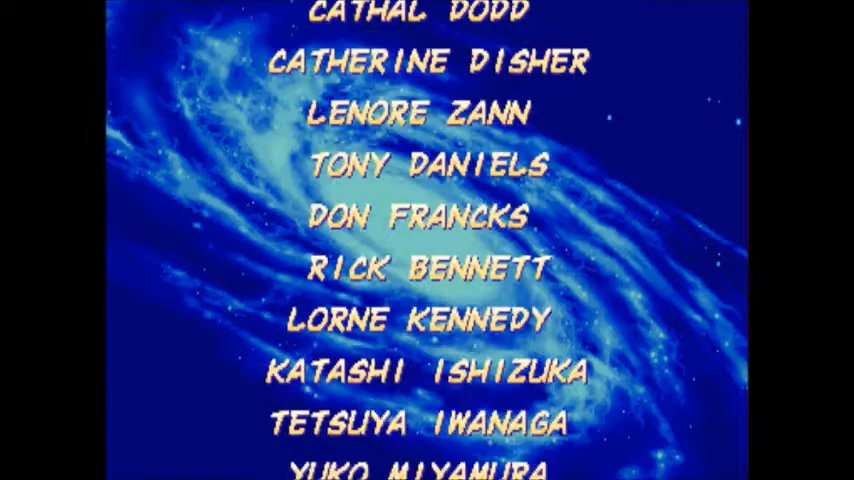 CATHAL DODD
CATHERINE DISHER
LENORE ZANN
TONY DANIELS
DON FRANCKS
RICK BENNETT
LORNE KENNEDY
KATASHI ISHIZUKA
TETSUYA IWANAGA
YUKO MIYAMURA